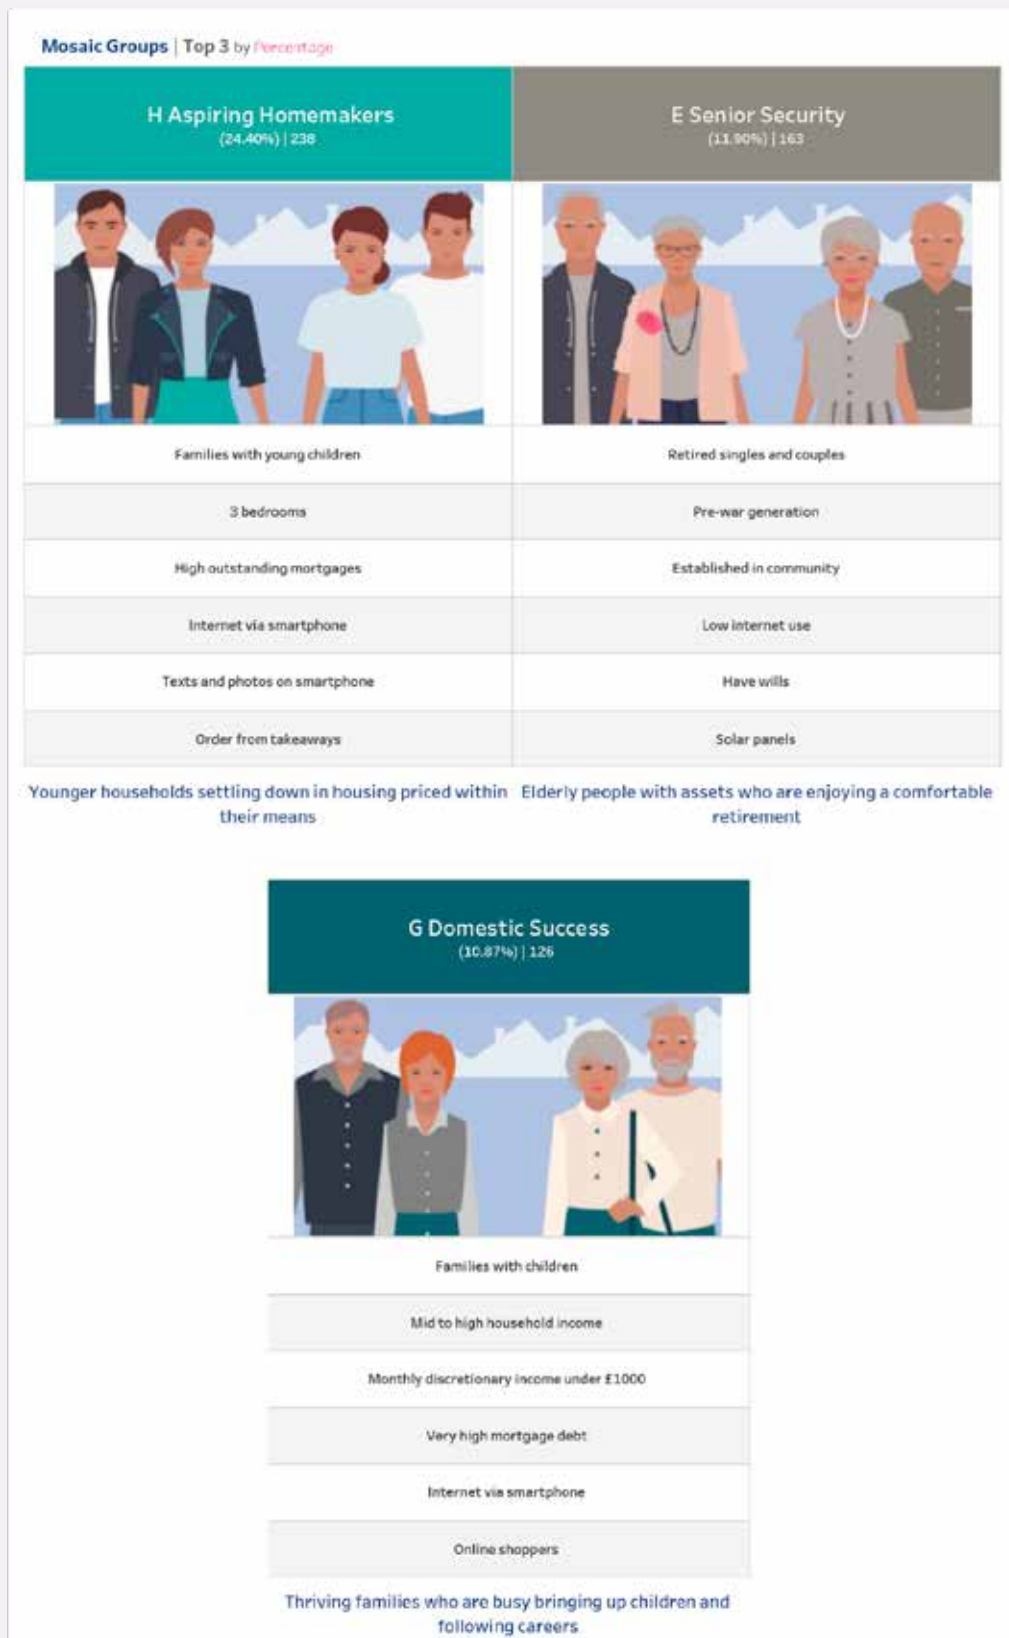 Mosaic Groups | Top 3 by Percentage
H Aspiring Homemakers
(24.40%) | 238
Families with young children
3 bedrooms
High outstanding mortgages
Internet via smartphone
Texts and photos on smartphone
Order from takeaways
Younger households settling down in housing priced within
their means
E Senior Security
(11.90%) | 163
Retired singles and couples
Pre-war generation
Established in community
Low internet use
Have wills
Solar panels
Elderly people with assets who are enjoying a comfortable
retirement
G Domestic Success
(10.87%) | 126
Families with children
Mid to high household income
Monthly discretionary income under £1000
Very high mortgage debt
Internet via smartphone
Online shoppers
Thriving families who are busy bringing up children and
following careers